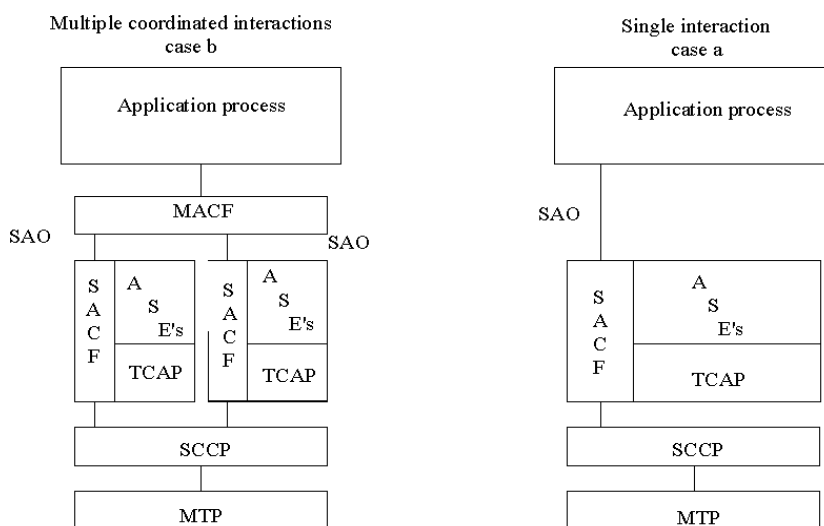 Multiple coordinated interactions
case b
Application process
MACF
SAO
SAO
S
A
C
F
A
S
E's
TCAP
S
A
C
F
A
S
E's
TCAP
SCCP
MTP
Single interaction
case a
Application process
SAO
S
A
C
F
A
S
E's
TCAP
SCCP
MTP